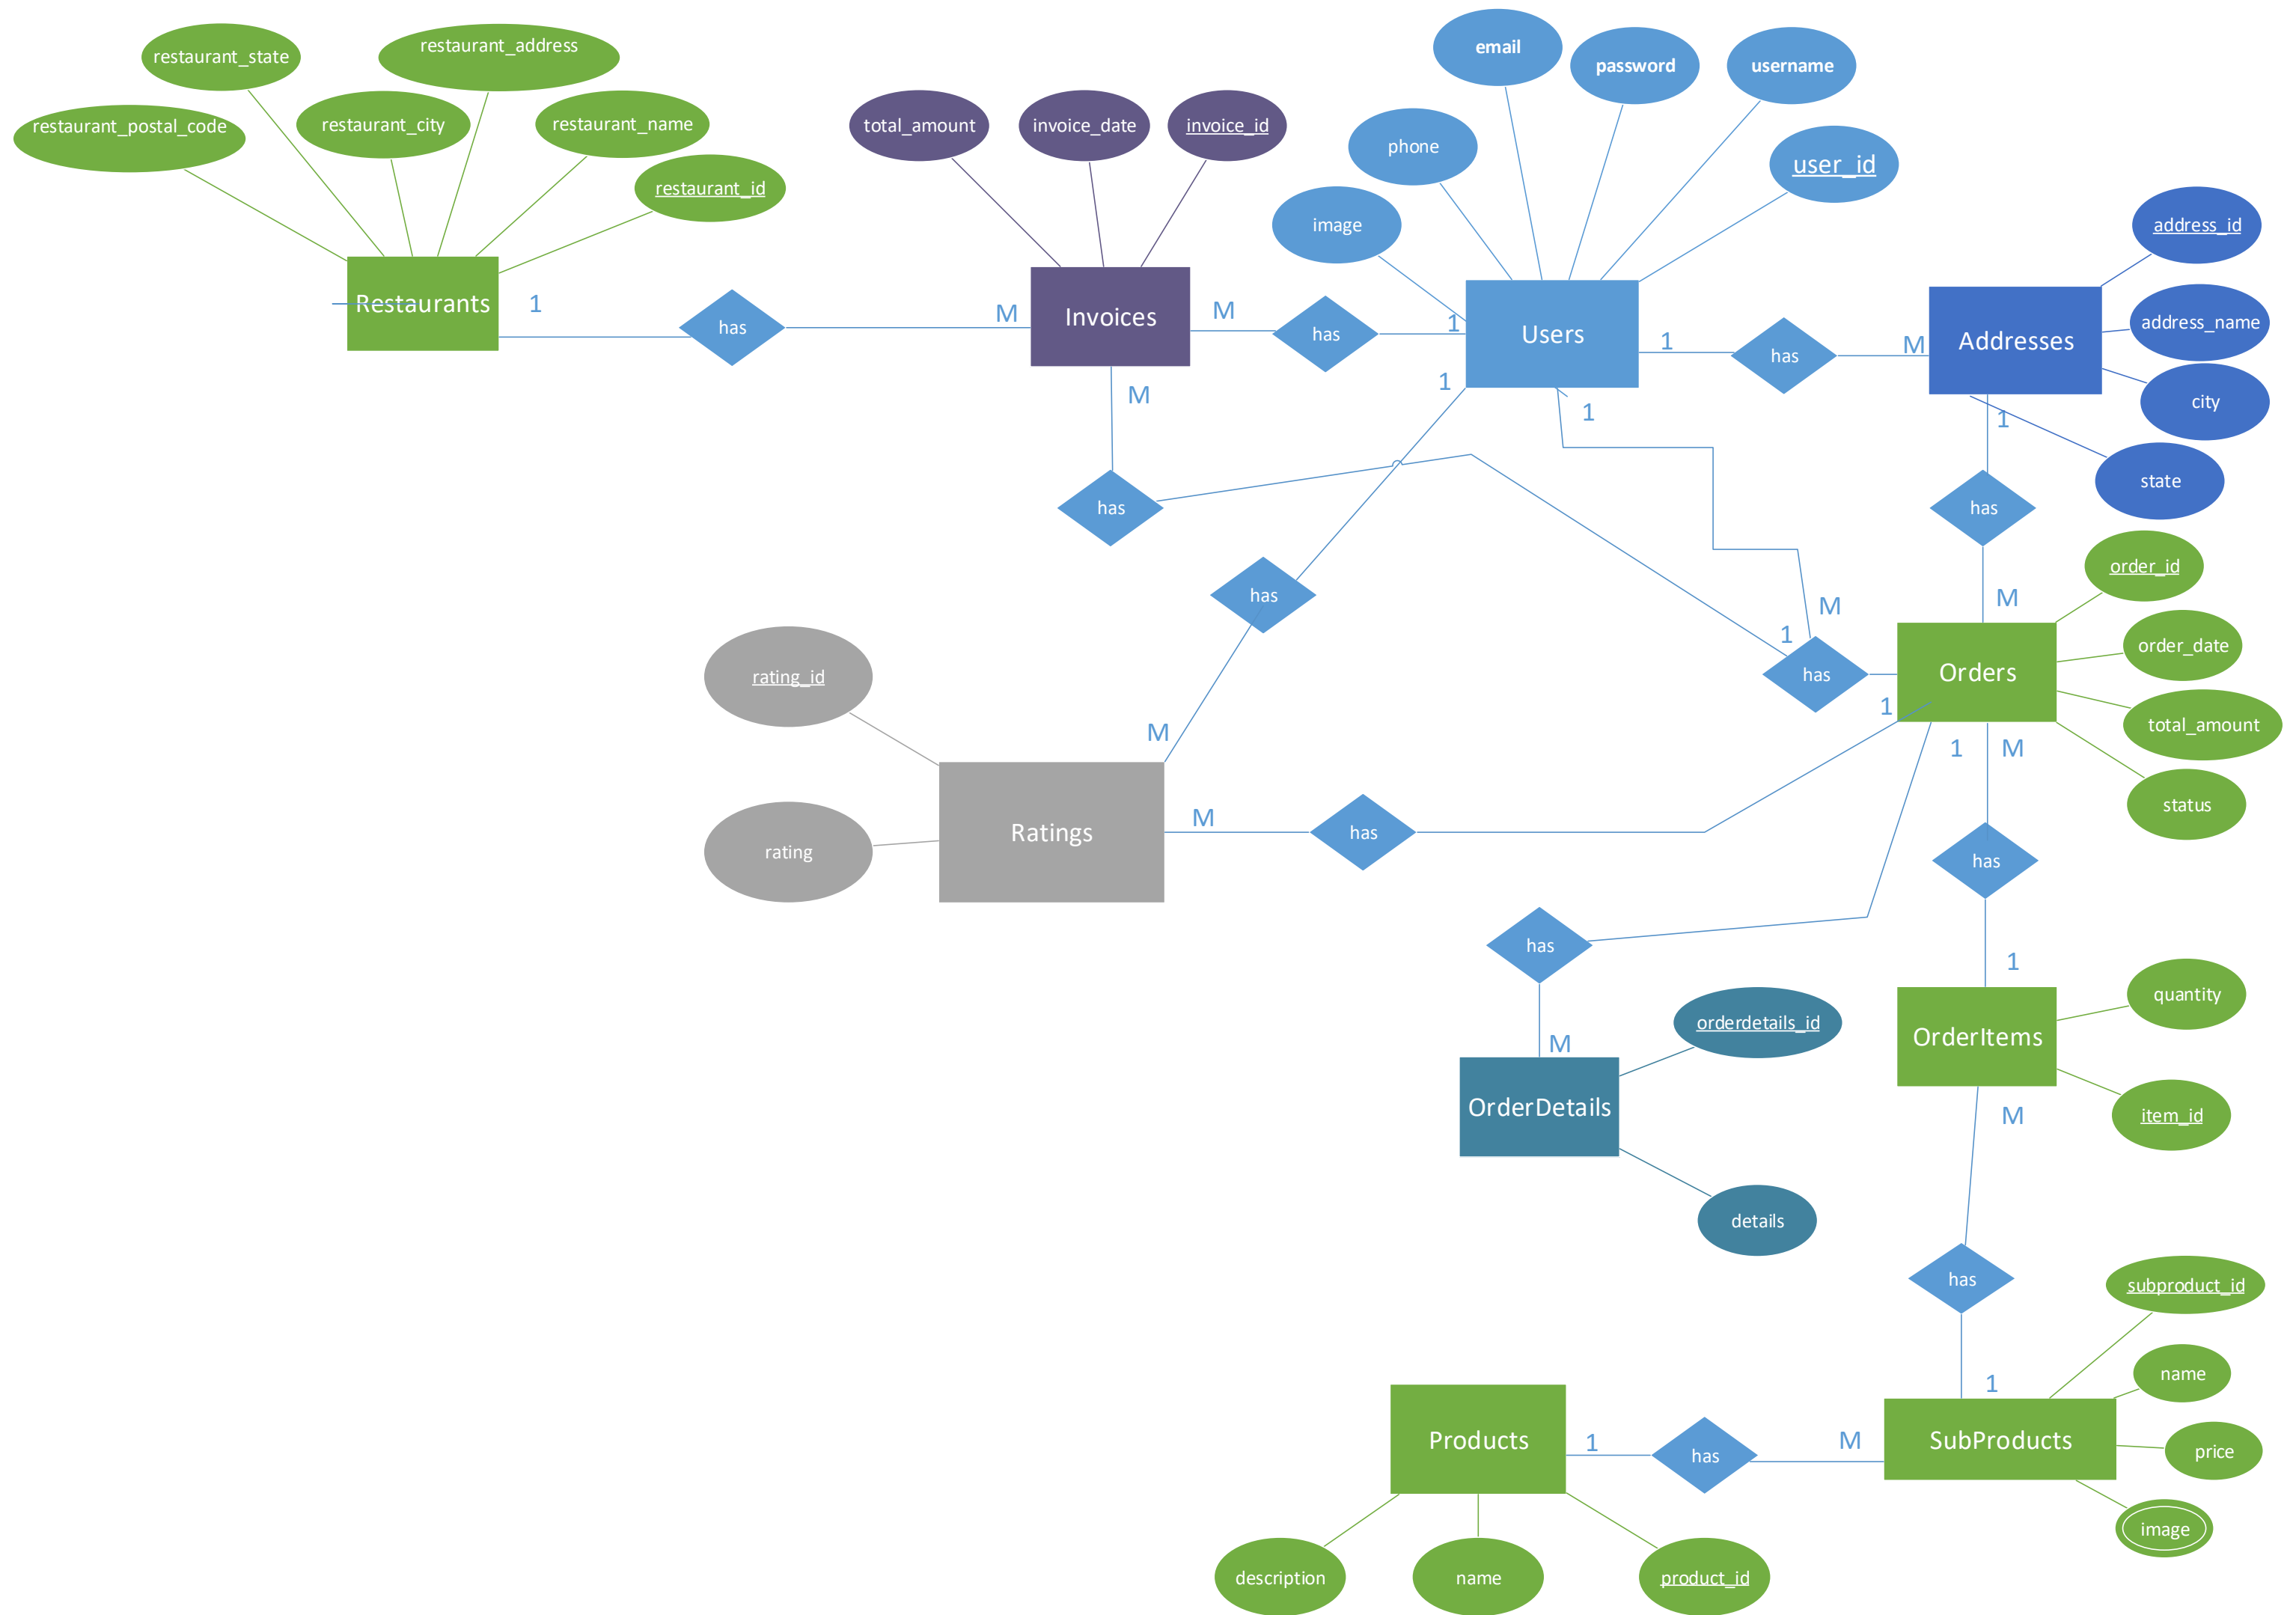 email
restaurant_address
restaurant_state
password
username
restaurant_postal_code
restaurant_city
restaurant_name
total_amount
invoice_date
invoice_id
phone
user_id
restaurant_id
image
address_id
Restaurants
1
has
M
Invoices
M
has
1
Users
1
has
M
Addresses
address_name
city
state
M
1
1
1
has
has
has
order_id
M
M
1
has
Orders
order_date
total_amount
status
rating_id
M
1
1
M
rating
Ratings
M
has
has
has
1
quantity
orderdetails_id
OrderItems
M
OrderDetails
M
item_id
details
has
subproduct_id
name
1
Products
1
has
M
SubProducts
price
image
description
name
product_id